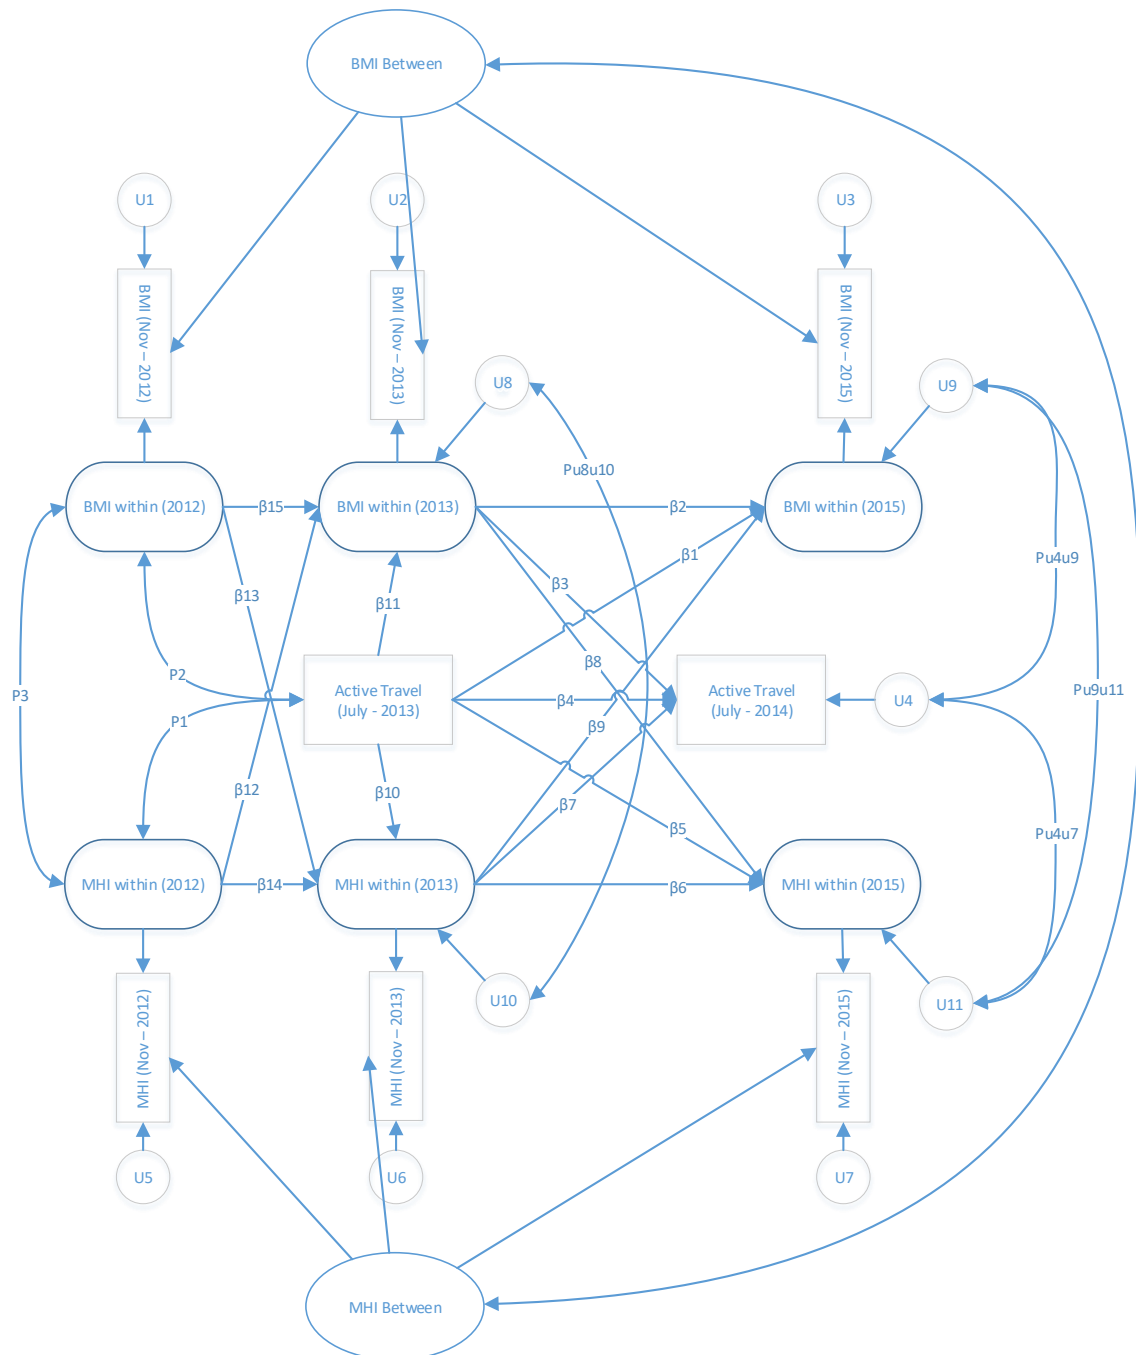 BMI Between
U1
U2
U3
BMI (Nov – 2012)
BMI (Nov – 2013)
BMI (Nov – 2015)
U8
U9
Pu8u10
BMI within (2012)
β15
BMI within (2013)
β2
BMI within (2015)
β1
Pu4u9
β3
β13
β11
β8
P2
P3
Active Travel
(July - 2013)
Active Travel
(July - 2014)
Pu9u11
β4
U4
P1
β9
β12
β10
β7
β5
Pu4u7
MHI within (2012)
β14
MHI within (2013)
β6
MHI within (2015)
U10
U11
MHI (Nov – 2012)
MHI (Nov – 2013)
MHI (Nov – 2015)
U5
U6
U7
MHI Between